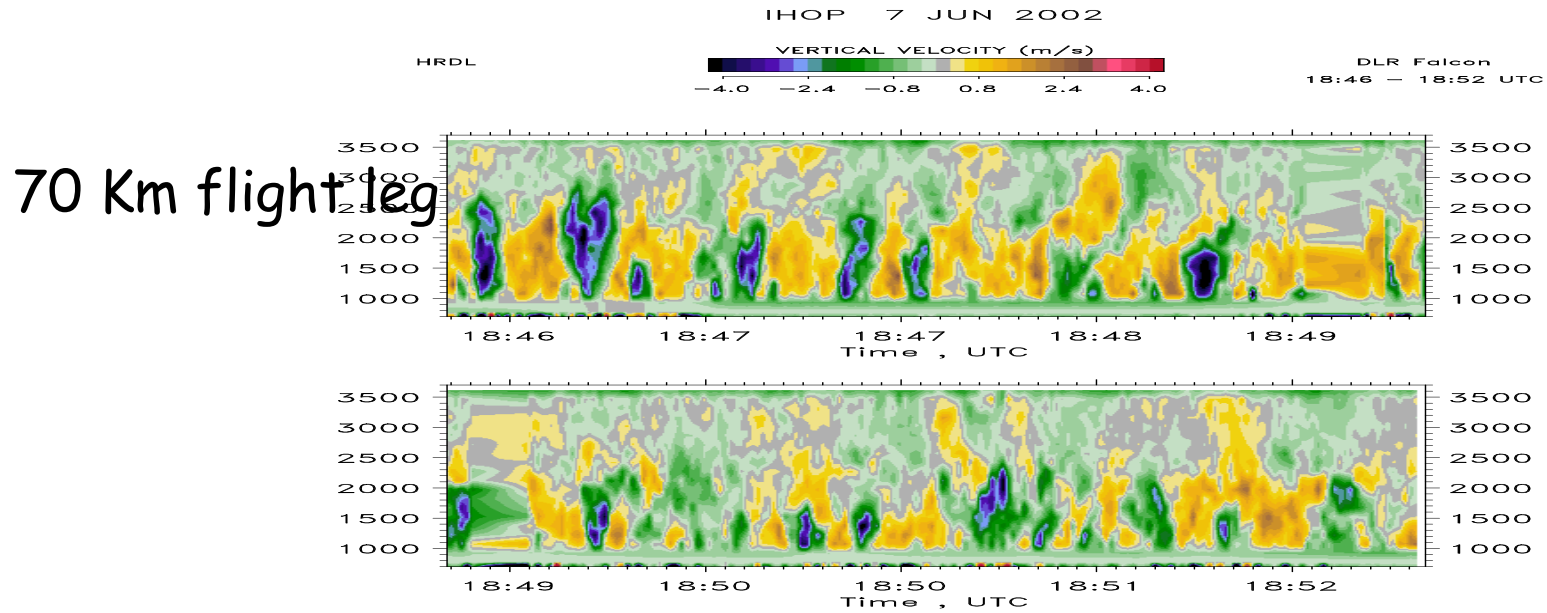 IHOP 7 JUN 2002
VERTICAL VELOCITY (m/s)
HRDL
DLR Falcon
18:46 – 18:52 UTC
−4.0 −2.4 −0.8 0.8 2.4 4.0
70 Km flight leg
3500 3500
3000 3000
2500 2500
2000 2000
1500 1500
1000 1000
18:46 18:47 18:47 18:48 18:49
Time , UTC
3500 3500
3000 3000
2500 2500
2000 2000
1500 1500
1000 1000
18:49 18:50 18:50 18:51 18:52
Time , UTC